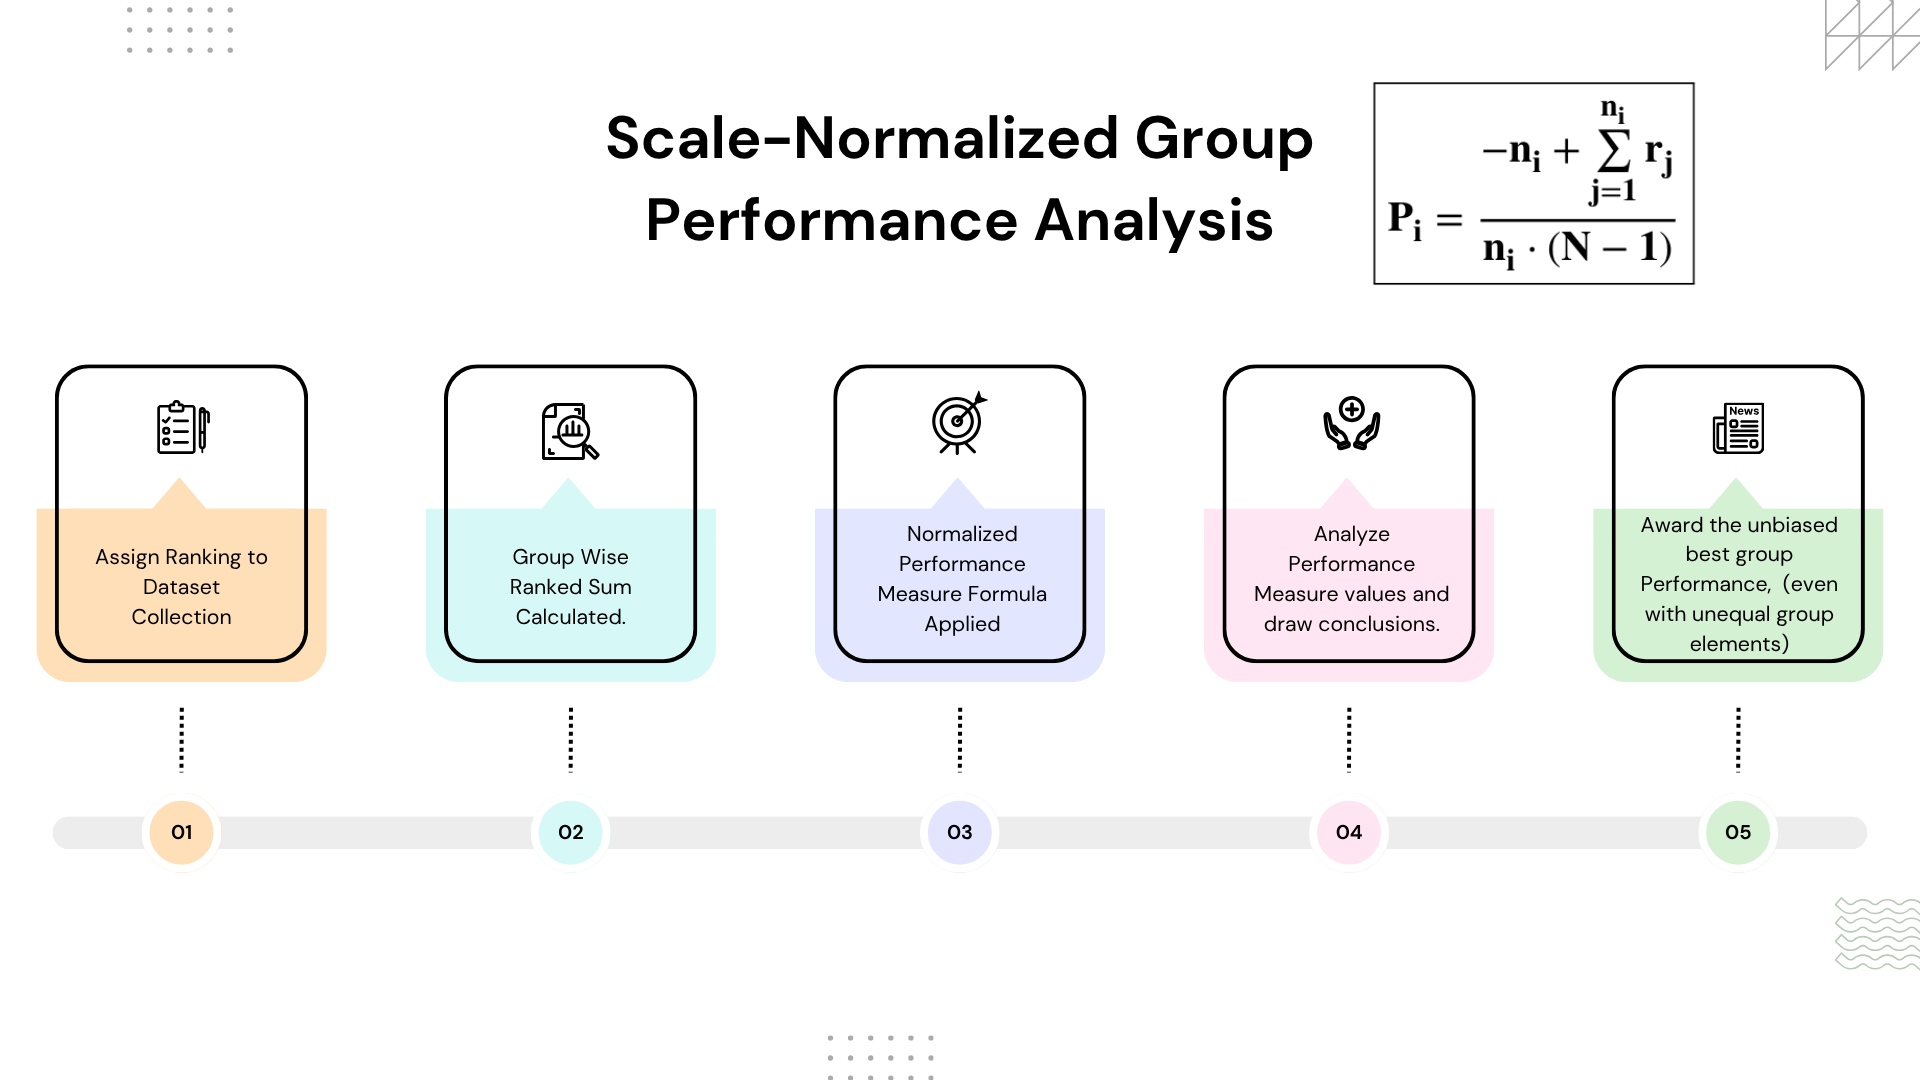 Scale-Normalized Group
Performance Analysis
P_i = \frac{-n_i + \sum_{j=1}^{n_i} r_j}{n_i \cdot (N - 1)}
Assign Ranking to
Dataset
Collection
Group Wise
Ranked Sum
Calculated.
Normalized
Performance
Measure Formula
Applied
Analyze
Performance
Measure values and
draw conclusions.
News
Award the unbiased
best group
Performance, (even
with unequal group
elements)
01
02
03
04
05